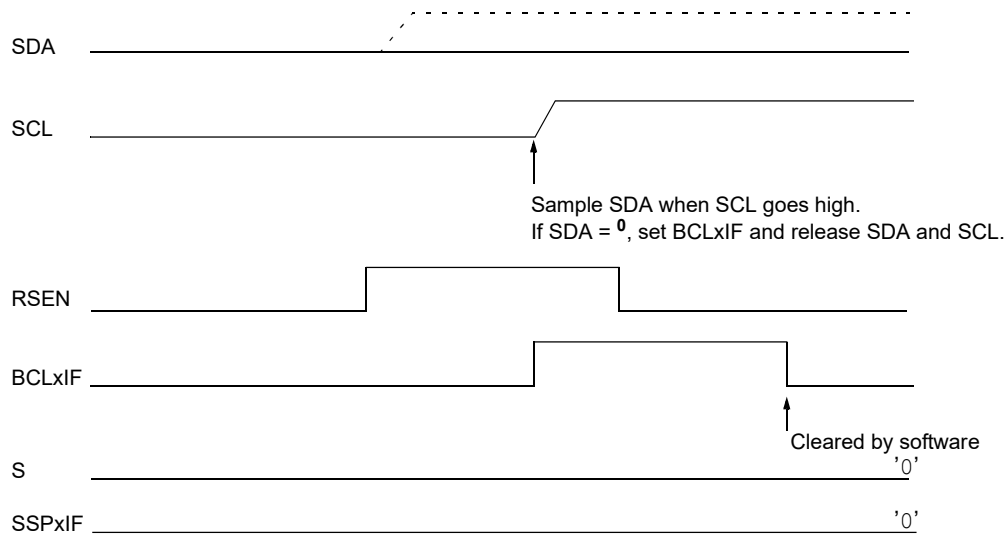 SDA
SCL
Sample SDA when SCL goes high.
If SDA = 0, set BCLxIF and release SDA and SCL.
RSEN
BCLxIF
Cleared by software
S
'0'
SSPxIF
'0'